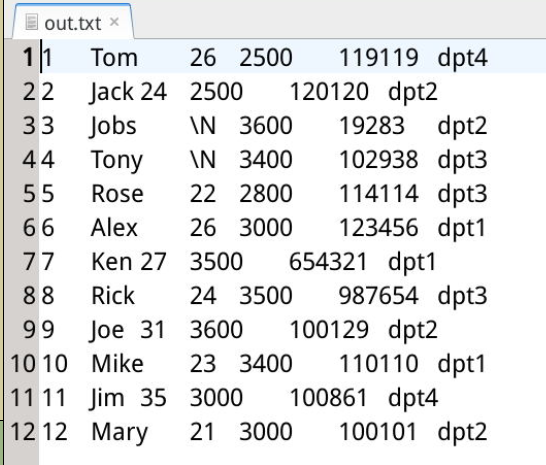 out.txt ×
1 1 Tom 26 2500 119119 dpt4
2 2 Jack 24 2500 120120 dpt2
3 3 Jobs \N 3600 19283 dpt2
4 4 Tony \N 3400 102938 dpt3
5 5 Rose 22 2800 114114 dpt3
6 6 Alex 26 3000 123456 dpt1
7 7 Ken 27 3500 654321 dpt1
8 8 Rick 24 3500 987654 dpt3
9 9 Joe 31 3600 100129 dpt2
10 10 Mike 23 3400 110110 dpt1
11 11 Jim 35 3000 100861 dpt4
12 12 Mary 21 3000 100101 dpt2